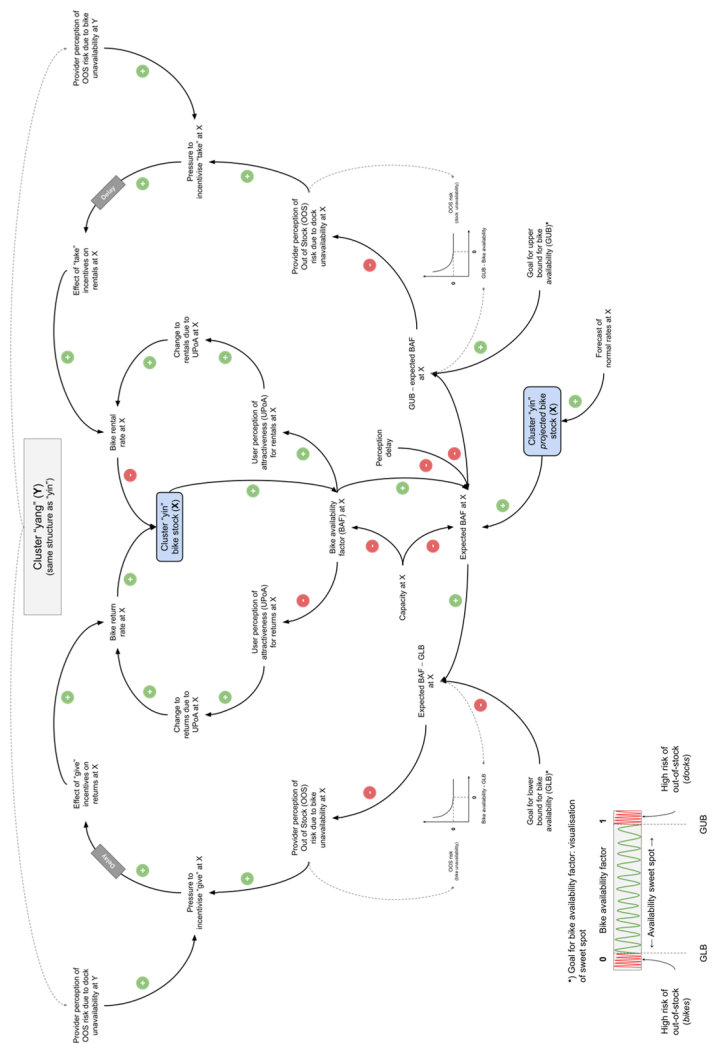 Cluster “yang” (Y)
(same structure as “yin”)
Provider perception of
OOS risk due to dock
unavailability at Y
+
Pressure to
incentivise “give” at X
+
Delay
Effect of “give”
incentives on
returns at X
+
Bike return
rate at X
+
Change to
returns due to
UPoA at X
+
User perception of
attractiveness (UPoA)
for returns at X
+
-
Cluster “yin”
bike stock (X)
+
-
Bike rental
rate at X
+
Change to
rentals due to
UPoA at X
+
User perception of
attractiveness (UPoA)
for rentals at X
+
Effect of “take”
incentives on
rentals at X
+
Delay
+
Pressure to
incentivise “take” at X
+
Provider perception of
OOS risk due to bike
unavailability at Y
+
Provider perception of
Out of Stock (OOS)
risk due to bike
unavailability at X
+
-
Bike availability
factor (BAF) at X
+
-
Capacity at X
-
Perception
delay
-
-
Provider perception of
Out of Stock (OOS)
risk due to dock
unavailability at X
-
Expected BAF – GLB
at X
+
Expected BAF at X
+
GUB – expected BAF
at X
OOS risk
(bike unavailability)
0
0
Bike availability - GLB
OOS risk
(dock unavailability)
0
0
GUB – Bike availability
Goal for lower
bound for bike
availability (GLB)*
-
Cluster “yin”
projected bike
stock (X)
+
Forecast of
normal rates at X
Goal for upper
bound for bike
availability (GUB)*
+
*) Goal for bike availability factor: visualisation
of sweet spot
0 Bike availability factor 1
←– Availability sweet spot –→
High risk of
out-of-stock
(bikes)
GLB
GUB
High risk of
out-of-stock
(docks)